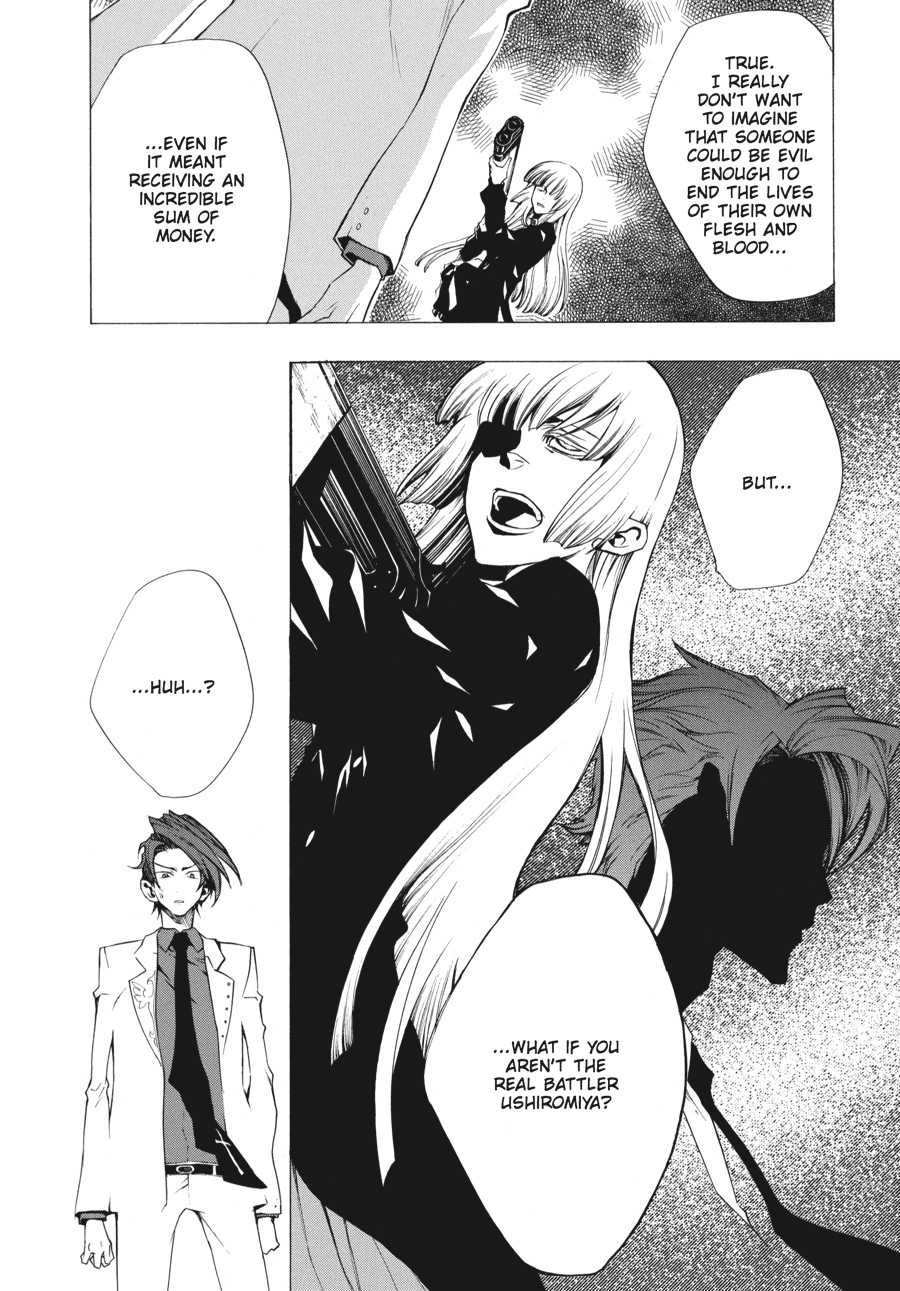 TRUE.
I REALLY
DON'T WANT
TO IMAGINE
THAT SOMEONE
COULD BE EVIL
ENOUGH TO
END THE LIVES
OF THEIR OWN
FLESH AND
BLOOD...
...EVEN IF
IT MEANT
RECEIVING AN
INCREDIBLE
SUM OF
MONEY.
BUT...
...WHAT IF YOU
AREN'T THE
REAL BATTLER
USHIROMIYA?
...HUH...?